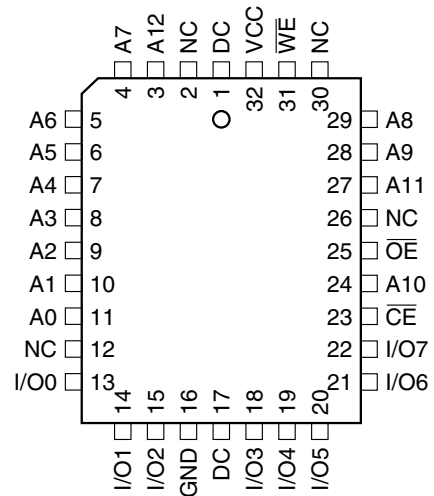 A7 A12 NC DC VCC W̅E̅ NC
4 3 2 1 32 31 30
A6 5 29 A8
A5 6 28 A9
A4 7 27 A11
A3 8 26 NC
A2 9 25 O̅E̅
A1 10 24 A10
A0 11 23 C̅E̅
NC 12 22 I/O7
I/O0 13 21 I/O6
14 15 16 17 18 19 20
I/O1 I/O2 GND DC I/O3 I/O4 I/O5